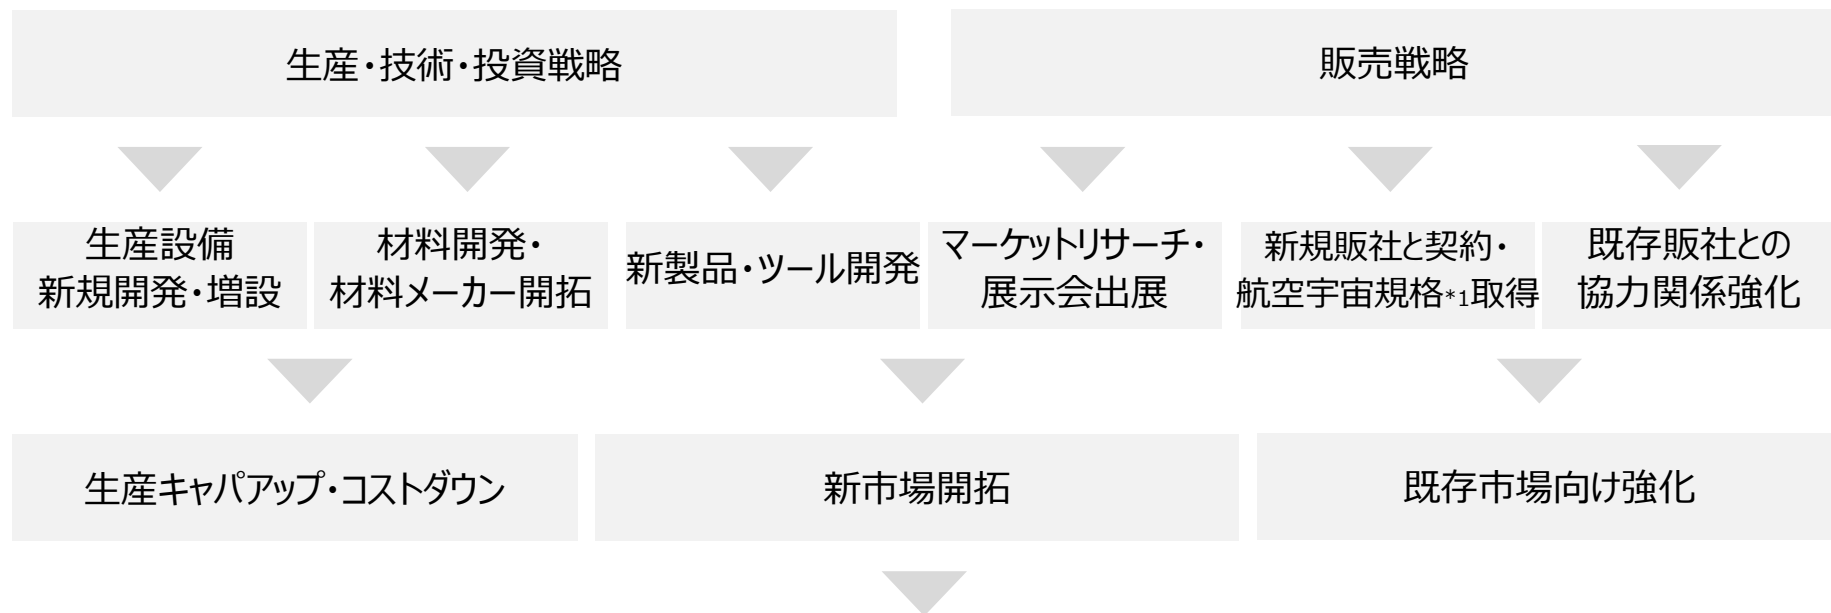 生産・技術・投資戦略
販売戦略
生産設備
新規開発・増設
材料開発・
材料メーカー開拓
新製品・ツール開発
マーケットリサーチ・
展示会出展
新規販社と契約・
航空宇宙規格*1取得
既存販社との
協力関係強化
生産キャパアップ・コストダウン
新市場開拓
既存市場向け強化